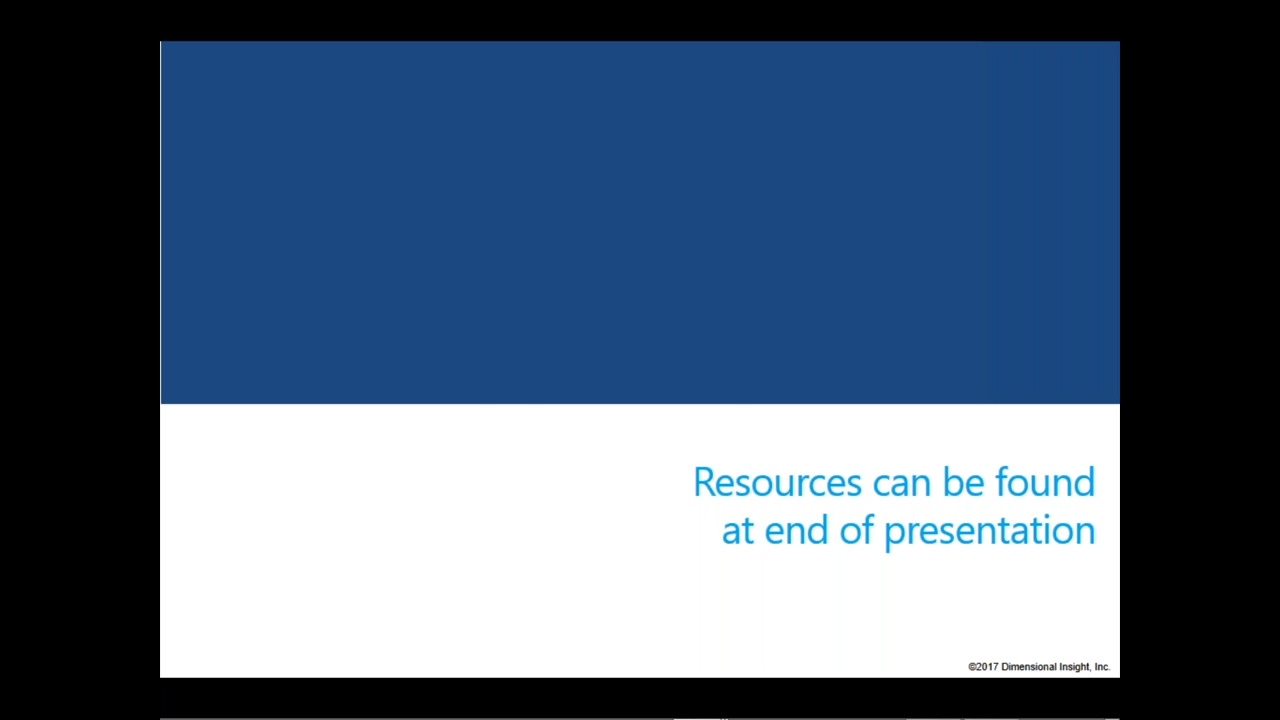 Resources can be found
at end of presentation
©2017 Dimensional Insight, Inc.